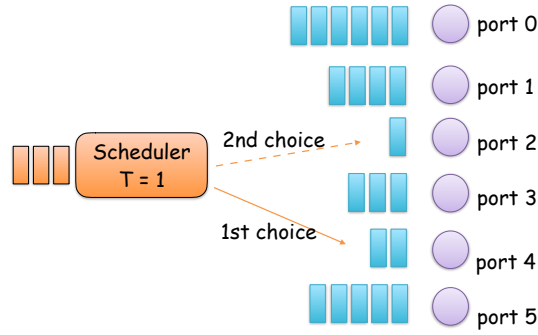 port 0
port 1
Scheduler
T = 1
2nd choice
port 2
port 3
1st choice
port 4
port 5